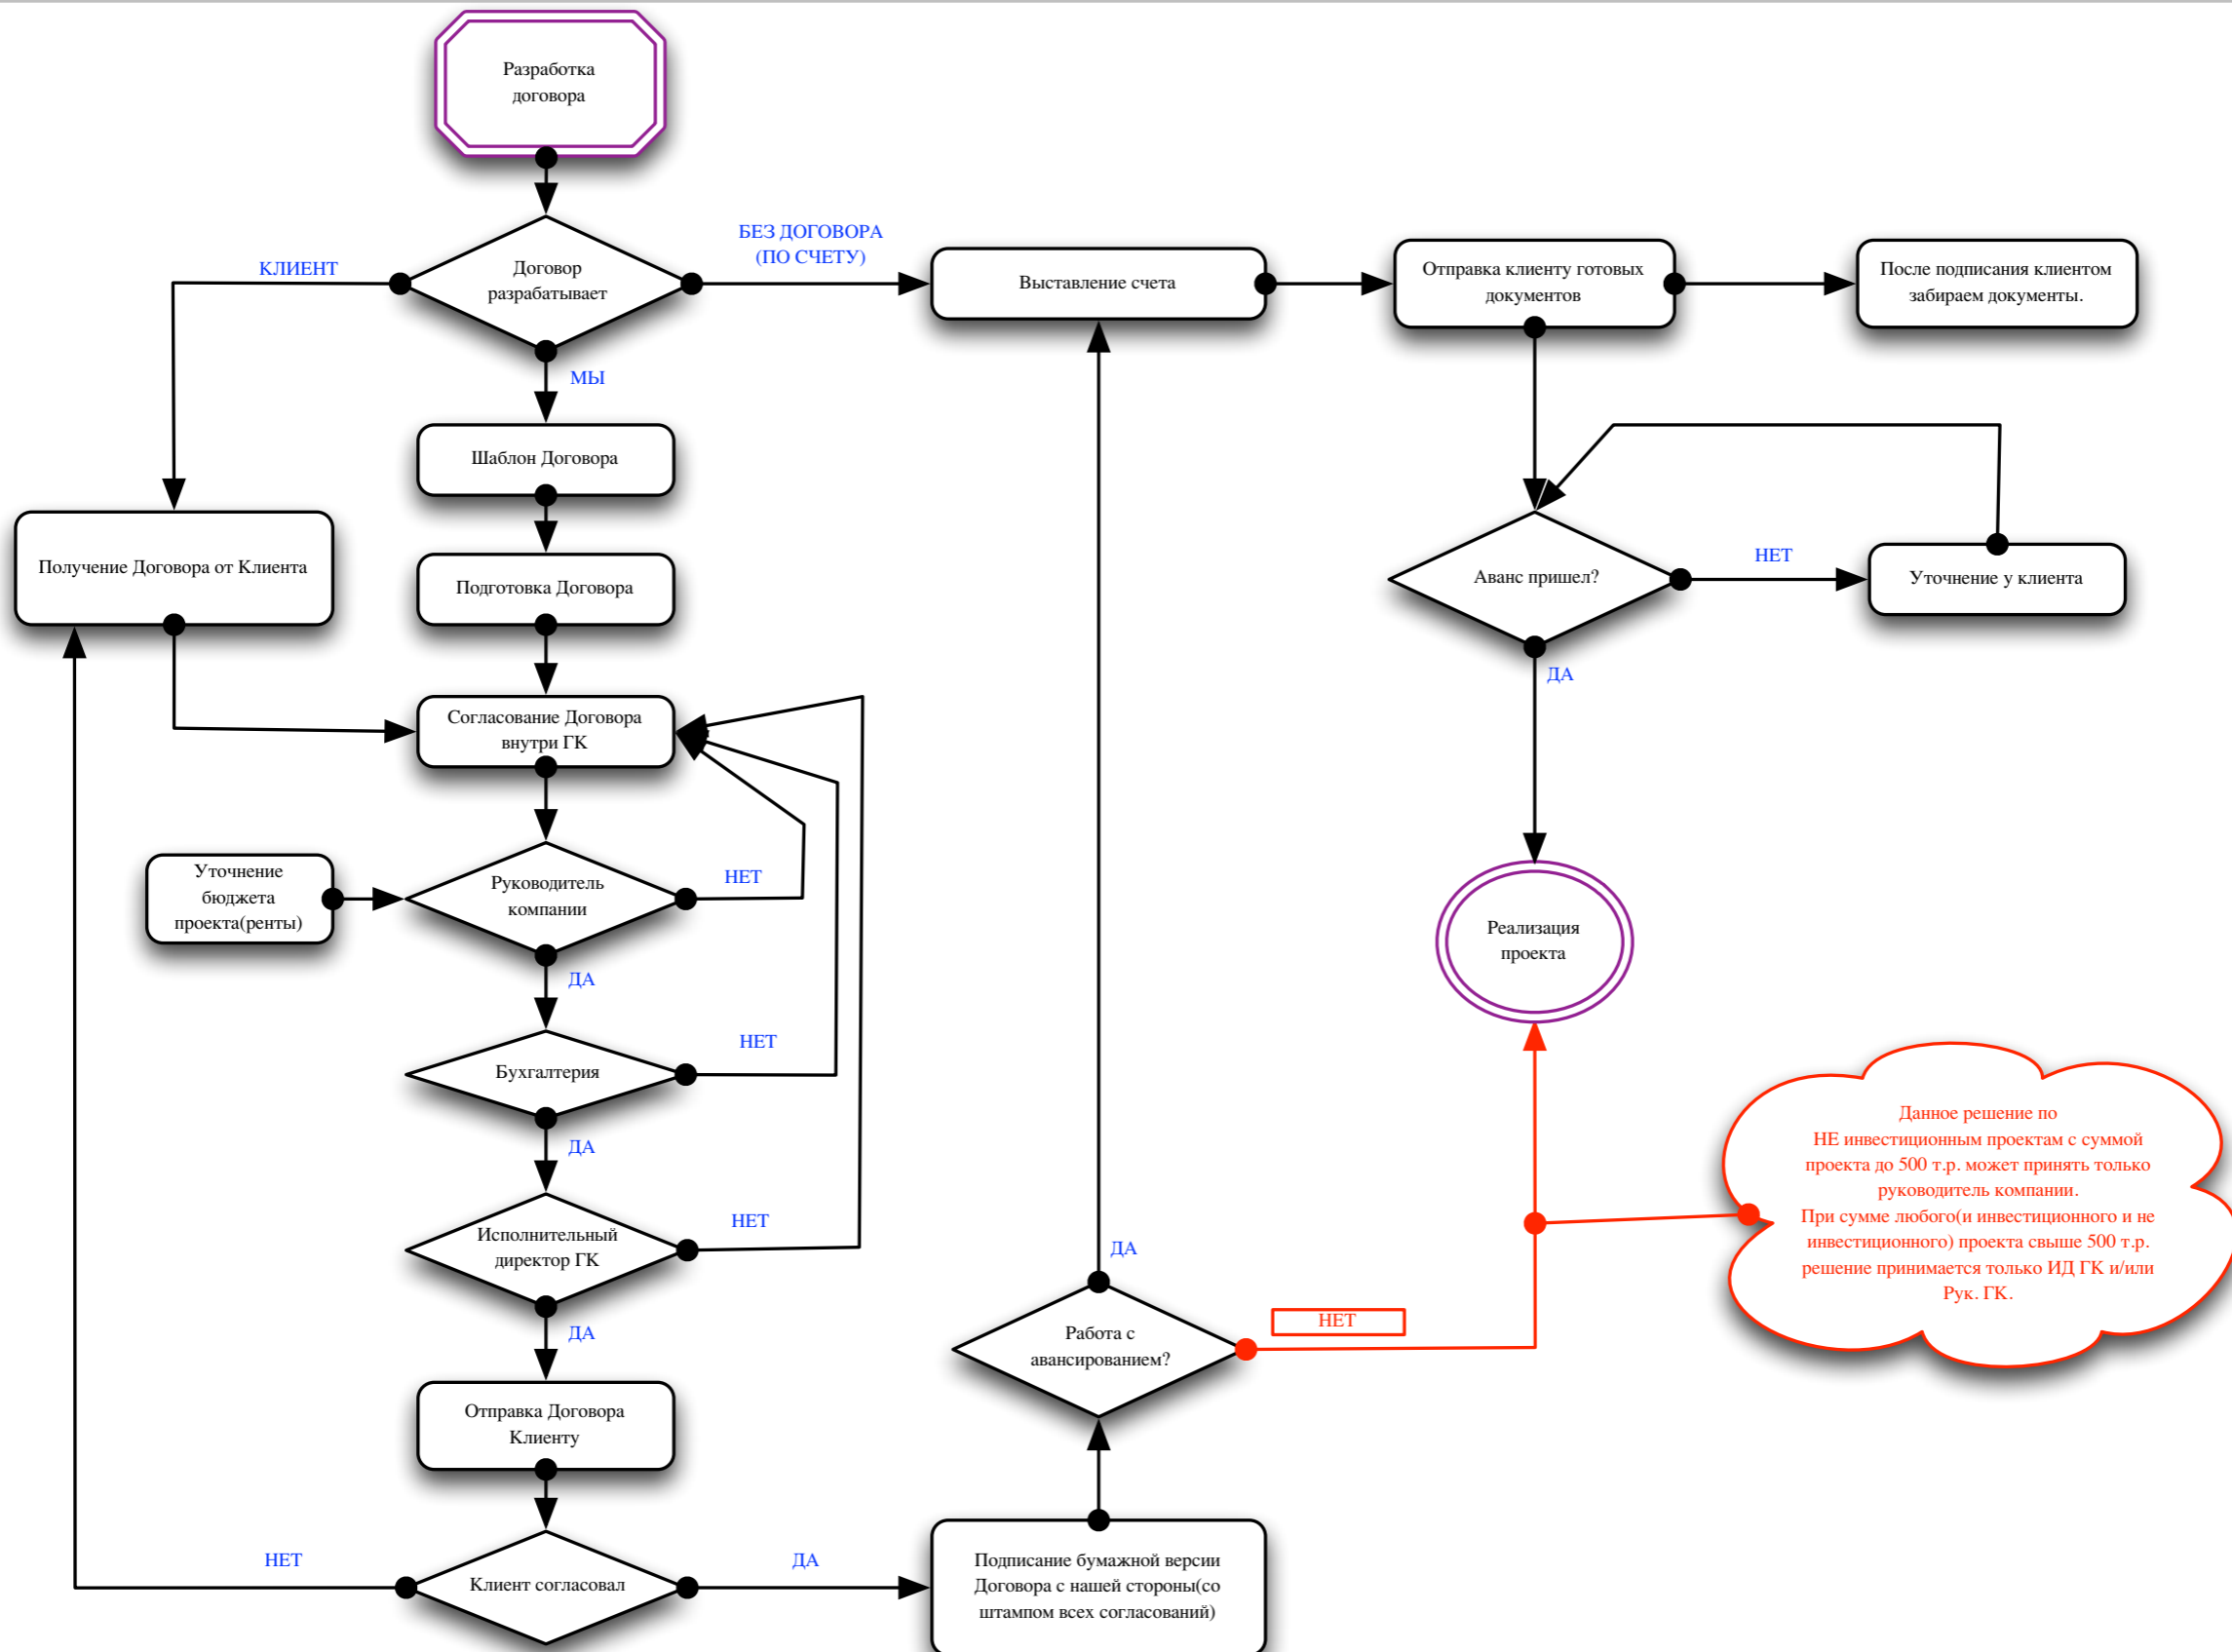 Разработка
договора
Договор
разрабатывает
КЛИЕНТ
БЕЗ ДОГОВОРА
(ПО СЧЕТУ)
МЫ
Выставление счета
Отправка клиенту готовых
документов
После подписания клиентом
забираем документы.
Шаблон Договора
Получение Договора от Клиента
Подготовка Договора
Аванс пришел?
НЕТ
Уточнение у клиента
ДА
Согласование Договора
внутри ГК
Уточнение
бюджета
проекта(ренты)
Руководитель
компании
НЕТ
ДА
Реализация
проекта
Бухгалтерия
НЕТ
ДА
Исполнительный
директор ГК
НЕТ
ДА
Данное решение по
НЕ инвестиционным проектам с суммой
проекта до 500 т.р. может принять только
руководитель компании.
При сумме любого(и инвестиционного и не
инвестиционного) проекта свыше 500 т.р.
решение принимается только ИД ГК и/или
Рук. ГК.
ДА
Работа с
авансированием?
НЕТ
Отправка Договора
Клиенту
НЕТ
Клиент согласовал
ДА
Подписание бумажной версии
Договора с нашей стороны(со
штампом всех согласований)